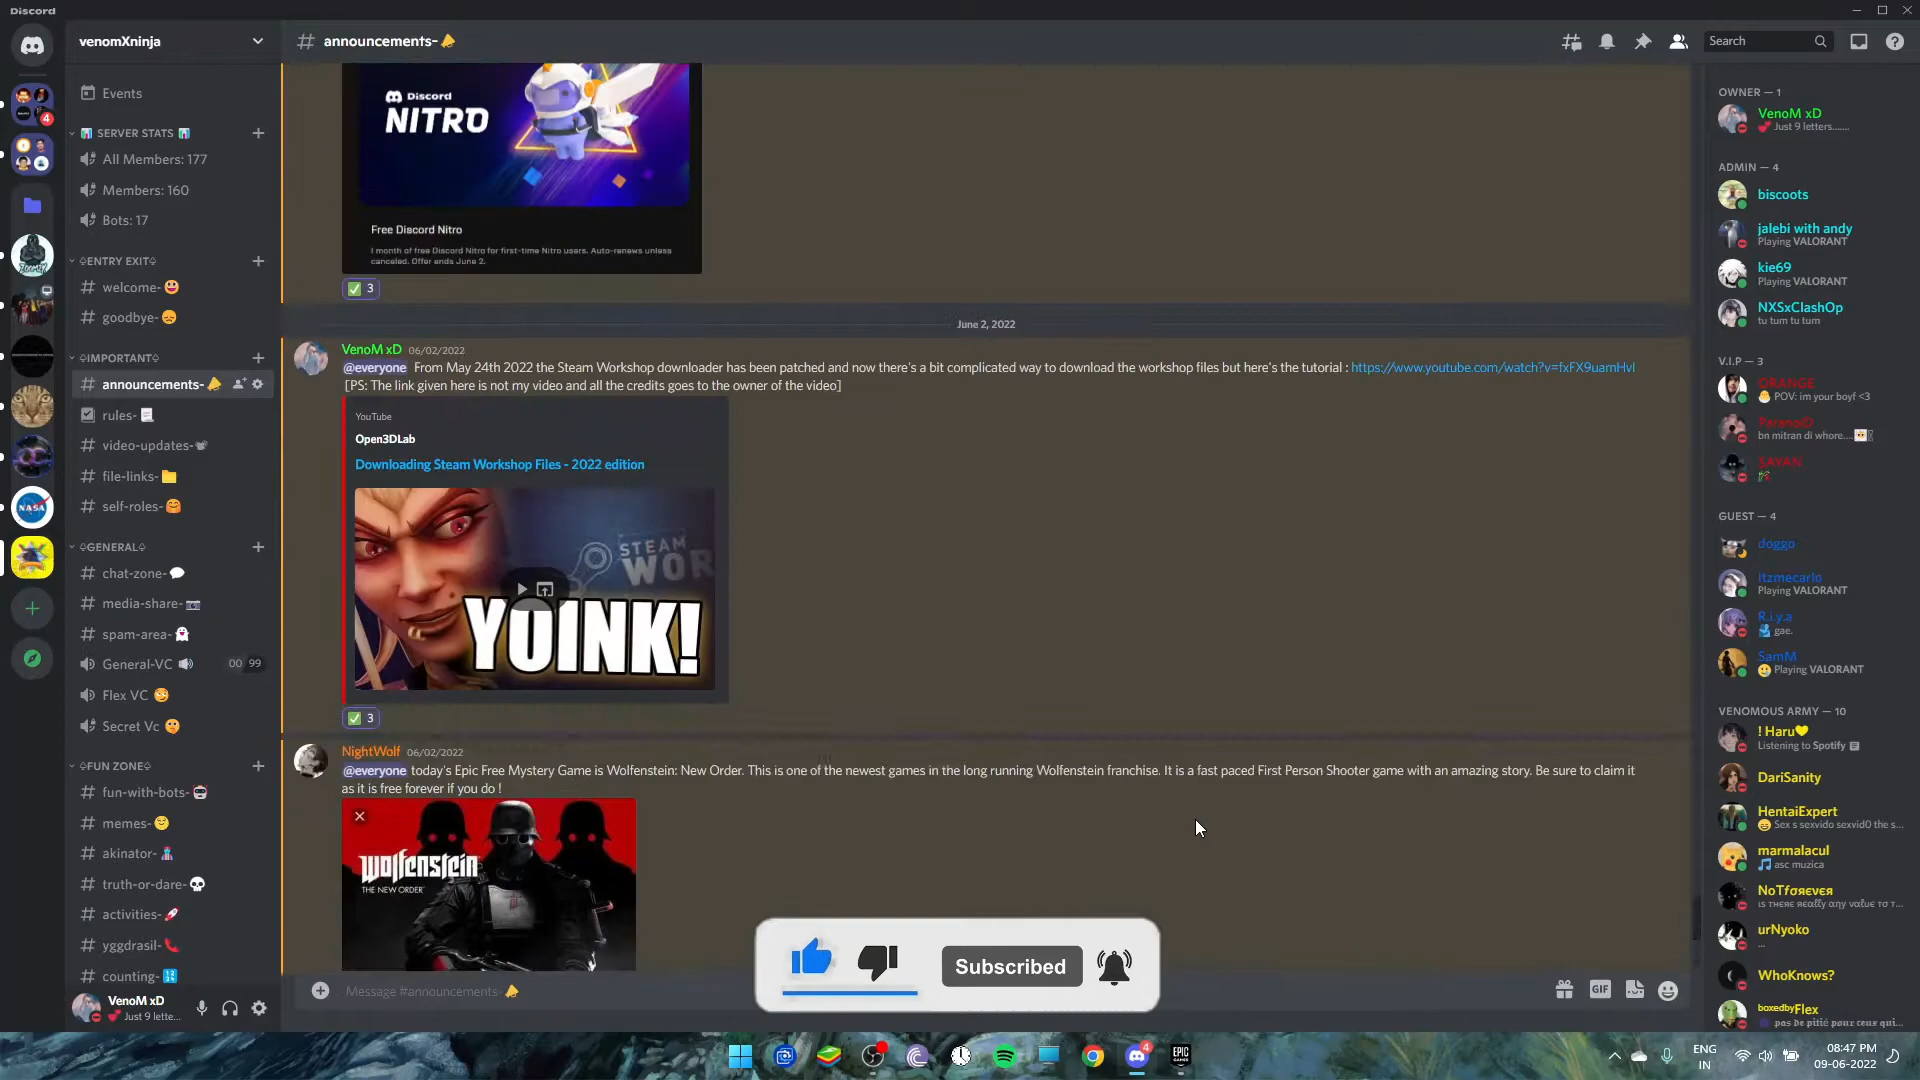 Discord
venomXninja
announcements-
Search
Events
SERVER STATS
All Members: 177
Members: 160
Bots: 17
ENTRY EXIT
welcome-
goodbye-
IMPORTANT
announcements-
rules-
video-updates-
file-links-
self-roles-
GENERAL
chat-zone-
media-share-
spam-area-
General-VC
00 99
Flex VC
Secret Vc
FUN ZONE
fun-with-bots-
memes-
akinator-
truth-or-dare-
activities-
yggdrasil-
counting-
VenoM xD
Just 9 lette...
4
NASA
Discord
NITRO
Free Discord Nitro
1 month of free Discord Nitro for first-time Nitro users. Auto-renews unless
canceled. Offer ends June 2.
3
June 2, 2022
VenoM xD 06/02/2022
@everyone From May 24th 2022 the Steam Workshop downloader has been patched and now there's a bit complicated way to download the workshop files but here's the tutorial : https://www.youtube.com/watch?v=fxFX9uamHvI
[PS: The link given here is not my video and all the credits goes to the owner of the video]
YouTube
Open3DLab
Downloading Steam Workshop Files - 2022 edition
STEAM
WOR
YOINK!
3
NightWolf 06/02/2022
@everyone today's Epic Free Mystery Game is Wolfenstein: New Order. This is one of the newest games in the long running Wolfenstein franchise. It is a fast paced First Person Shooter game with an amazing story. Be sure to claim it
as it is free forever if you do !
wolfenstein
THE NEW ORDER
Subscribed
Message #announcements-
GIF
OWNER — 1
VenoM xD
Just 9 letters.......
ADMIN — 4
biscoots
jalebi with andy
Playing VALORANT
kie69
Playing VALORANT
NXSxClashOp
tu tum tu tum
V.I.P — 3
ORANGE
POV: im your boyf <3
ParanoiD
bn mitran di whore....
SAYAN
GUEST — 4
doggo
itzmecarlo
Playing VALORANT
R.i.y.a
gae.
SamM
Playing VALORANT
VENOMOUS ARMY — 10
! Haru
Listening to Spotify
DariSanity
HentaiExpert
Sex s sexvido sexvid0 the s...
marmalacul
asc muzica
urNyoko
...
WhoKnows?
boxedbyFlex
pas de pitié pour ceux qui...
4
EPIC
GAMES
ENG
IN
08:47 PM
09-06-2022